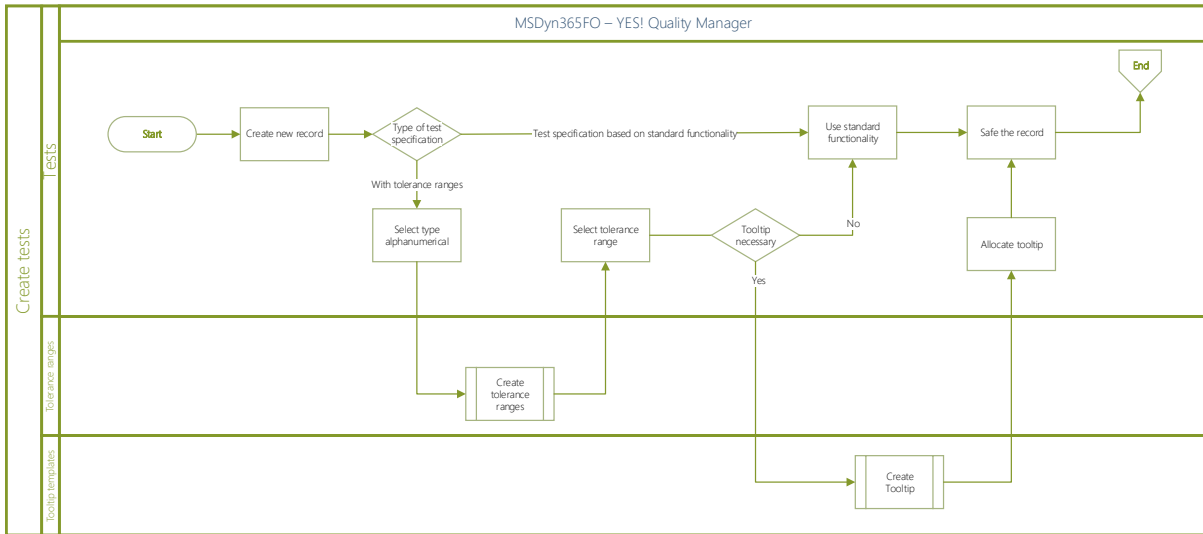 MSDyn365FO – YES! Quality Manager
Create tests
Tests
End
Start
Create new record
Type of test
specification
Test specification based on standard functionality
Use standard
functionality
Safe the record
With tolerance ranges
Select type
alphanumerical
Select tolerance
range
Tooltip
necessary
No
Allocate tooltip
Yes
Tolerance ranges
Create
tolerance
ranges
Tooltip templates
Create
Tooltip